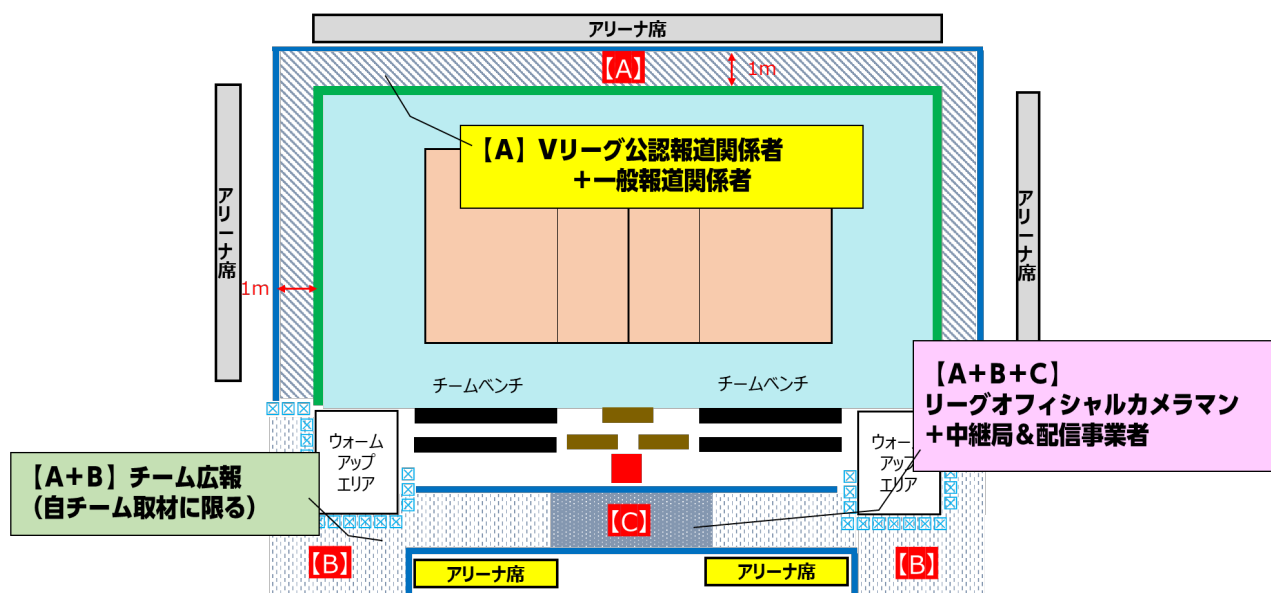 アリーナ席
【A】
1m
【A】Vリーグ公認報道関係者
+一般報道関係者
アリーナ席
アリーナ席
1m
チームベンチ
チームベンチ
【A+B+C】
リーグオフィシャルカメラマン
+中継局&配信事業者
ウォーム
アップ
エリア
ウォー
アップ
エリア
【A+B】チーム広報
(自チーム取材に限る)
【C】
【B】
【B】
アリーナ席
アリーナ席